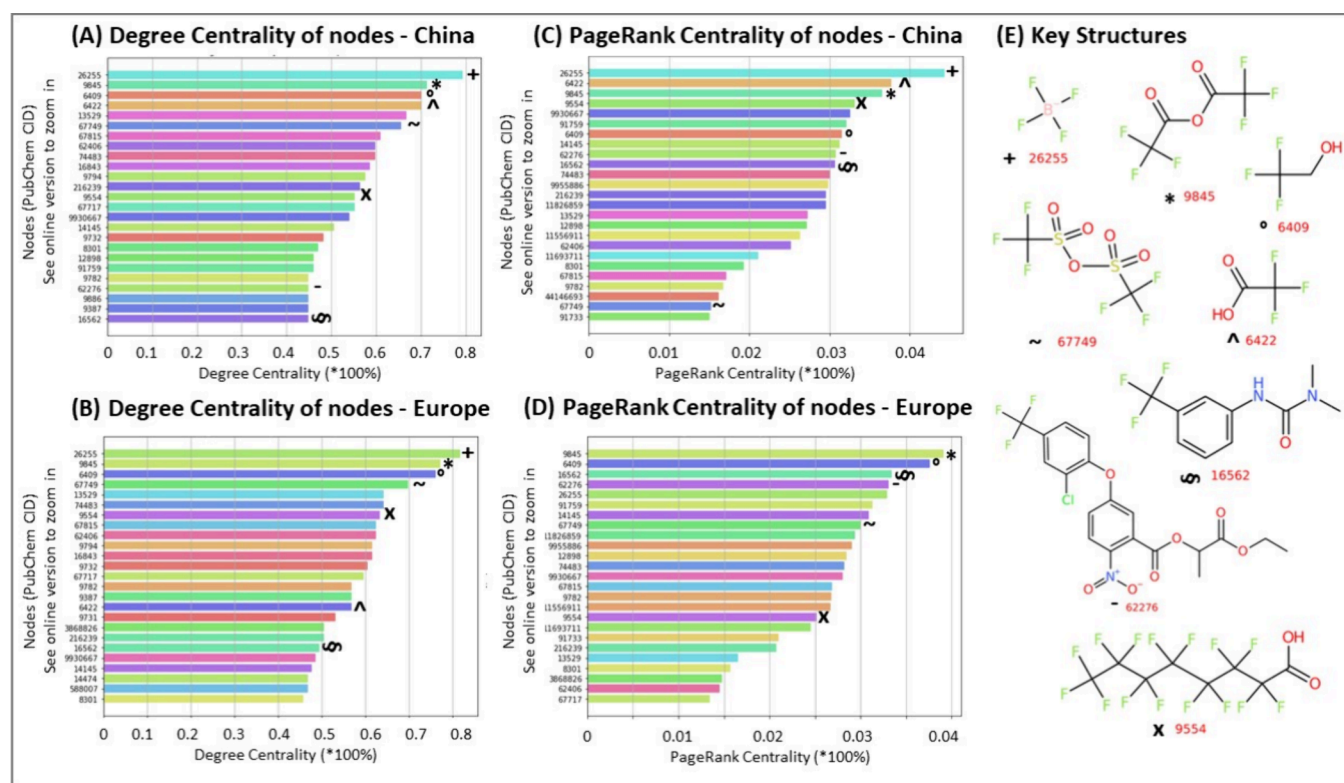 (A) Degree Centrality of nodes - China
Nodes (PubChem CID)
See online version to zoom in
26255
+
9845
*
6409
°
6422
^
13529
67749
~
67815
62406
74483
16843
9794
216239
9554
X
67717
9930667
14145
9732
8301
12898
91759
9782
62276
-
9886
9387
16562
§
0 0.1 0.2 0.3 0.4 0.5 0.6 0.7 0.8
Degree Centrality (*100%)
(C) PageRank Centrality of nodes - China
Nodes (PubChem CID)
See online version to zoom in
26255
+
6422
^
9845
*
9554
X
9930667
91759
6409
°
14145
62276
-
16562
§
74483
9955886
216239
11826859
13529
12898
11556911
62406
11693711
8301
67815
9782
44146693
67749
~
91733
0 0.01 0.02 0.03 0.04
PageRank Centrality (*100%)
(B) Degree Centrality of nodes - Europe
Nodes (PubChem CID)
See online version to zoom in
26255
+
9845
*
6409
°
67749
~
13529
74483
9554
X
67815
62406
9794
16843
9732
67717
9782
9387
6422
^
9731
3868826
216239
16562
§
9930667
14145
14474
588007
8301
0 0.1 0.2 0.3 0.4 0.5 0.6 0.7 0.8
Degree Centrality (*100%)
(D) PageRank Centrality of nodes - Europe
Nodes (PubChem CID)
See online version to zoom in
9845
*
6409
°
16562
§
62276
-
26255
91759
14145
67749
~
11826859
9955886
12898
74483
9930667
67815
9782
11556911
9554
X
11693711
91733
216239
13529
8301
3868826
62406
67717
0 0.01 0.02 0.03 0.04
PageRank Centrality (*100%)
(E) Key Structures
F
F B⁻ F
F
+ 26255
O O F
F
O F
F F
F
* 9845
F OH
F
F
° 6409
O O
F S O O
F O S O
F F
F F
~ 67749
O F
F
HO F
^ 6422
F F
F
H
N N
O
§ 16562
F F
F
O
Cl
O O
O
N⁺ O⁻
O O
- 62276
F F F F F F F OH
F
F O
F F F F F F F
X 9554